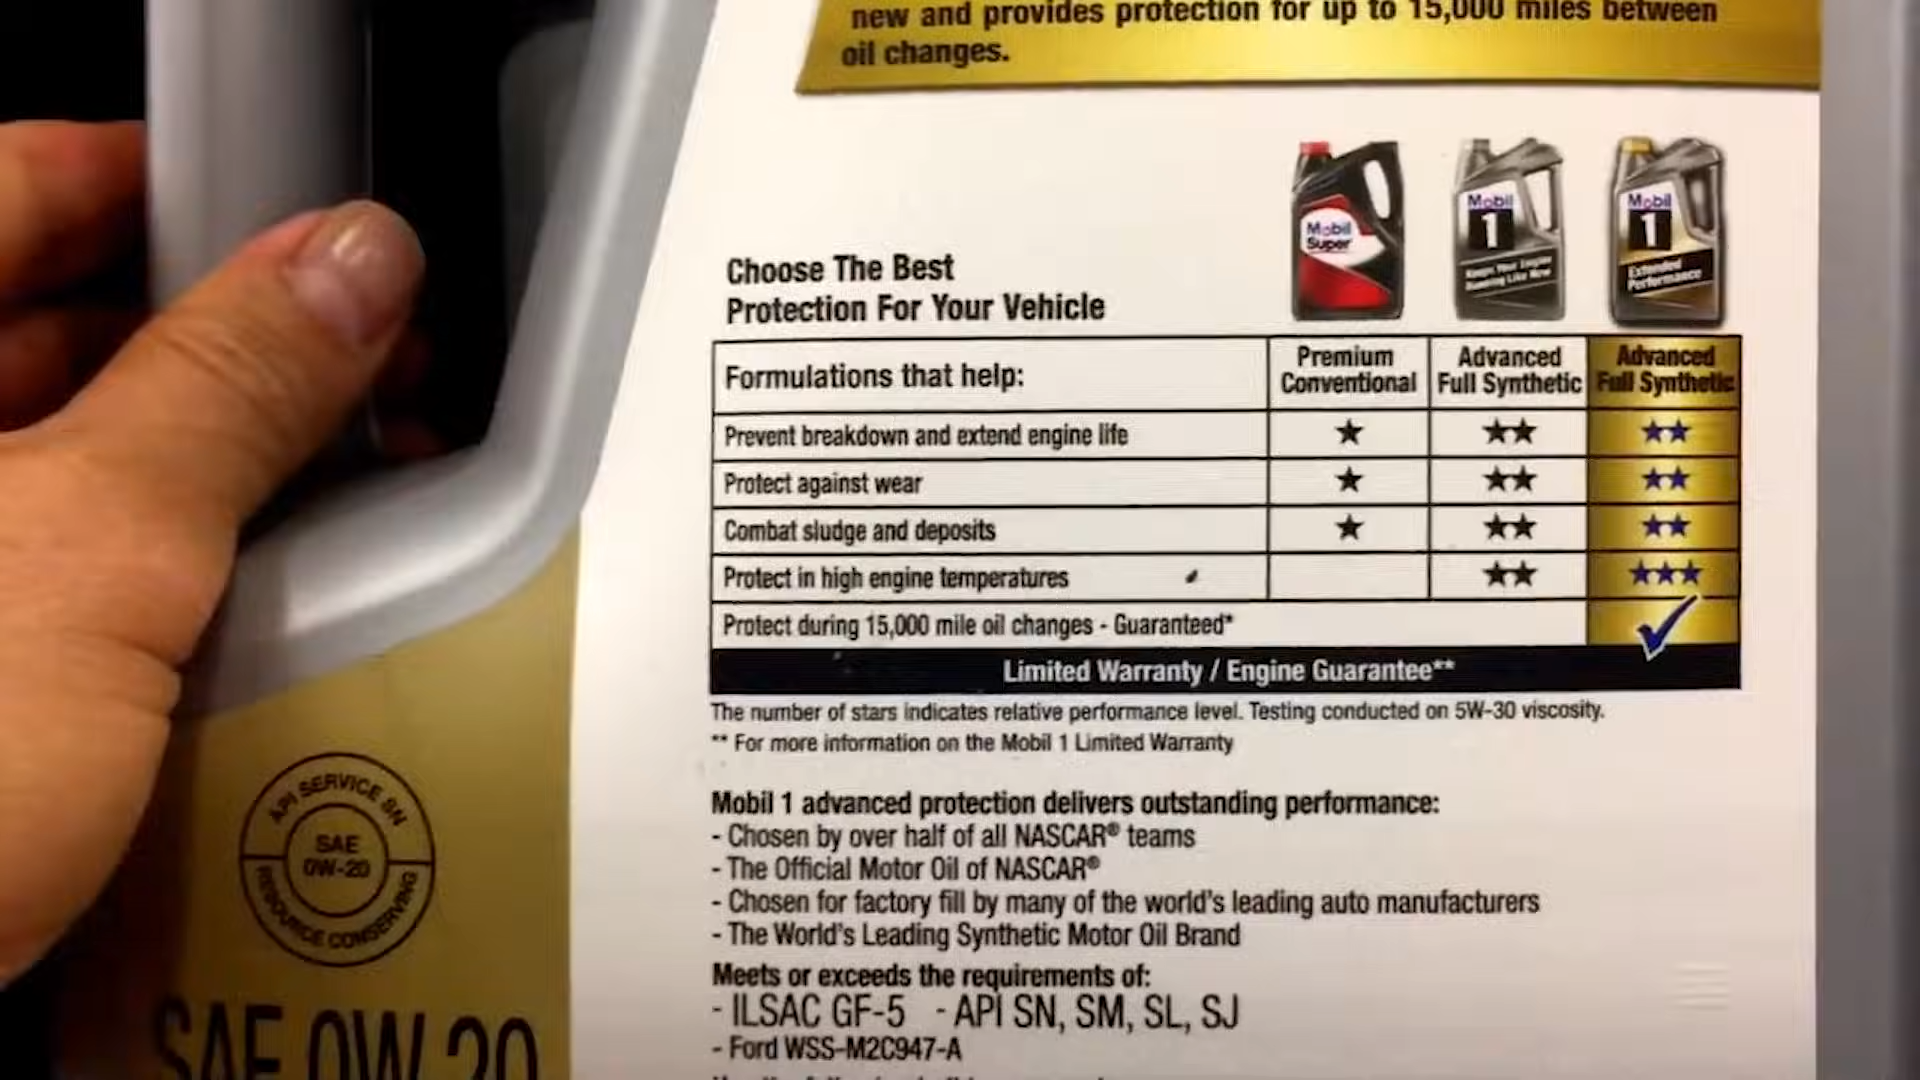 new and provides protection for up to 15,000 miles between
oil changes.
Mobil
Super
Mobil
1
Keeps Your Engine
Running Like New
Mobil
1
Extended
Performance
Choose The Best
Protection For Your Vehicle
Formulations that help:
Premium
Conventional
Advanced
Full Synthetic
Advanced
Full Synthetic
Prevent breakdown and extend engine life ★ ★★ ★★
Protect against wear ★ ★★ ★★
Combat sludge and deposits ★ ★★ ★★
Protect in high engine temperatures ★★ ★★★
Protect during 15,000 mile oil changes - Guaranteed* ✓
Limited Warranty / Engine Guarantee**
The number of stars indicates relative performance level. Testing conducted on 5W-30 viscosity.
** For more information on the Mobil 1 Limited Warranty
Mobil 1 advanced protection delivers outstanding performance:
- Chosen by over half of all NASCAR® teams
- The Official Motor Oil of NASCAR®
- Chosen for factory fill by many of the world's leading auto manufacturers
- The World's Leading Synthetic Motor Oil Brand
Meets or exceeds the requirements of:
- ILSAC GF-5 - API SN, SM, SL, SJ
- Ford WSS-M2C947-A
API SERVICE SN
SAE
0W-20
RESOURCE CONSERVING
SAE 0W 20